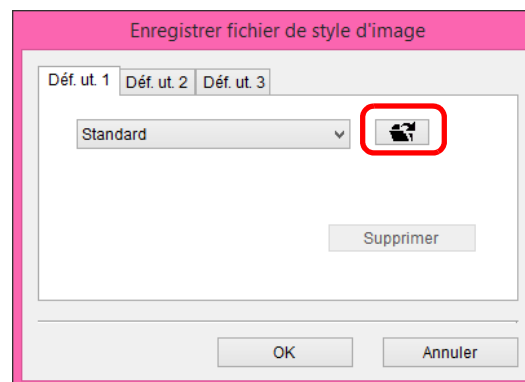 Enregistrer fichier de style d'image
Déf. ut. 1 Déf. ut. 2 Déf. ut. 3
Standard
Supprimer
OK Annuler